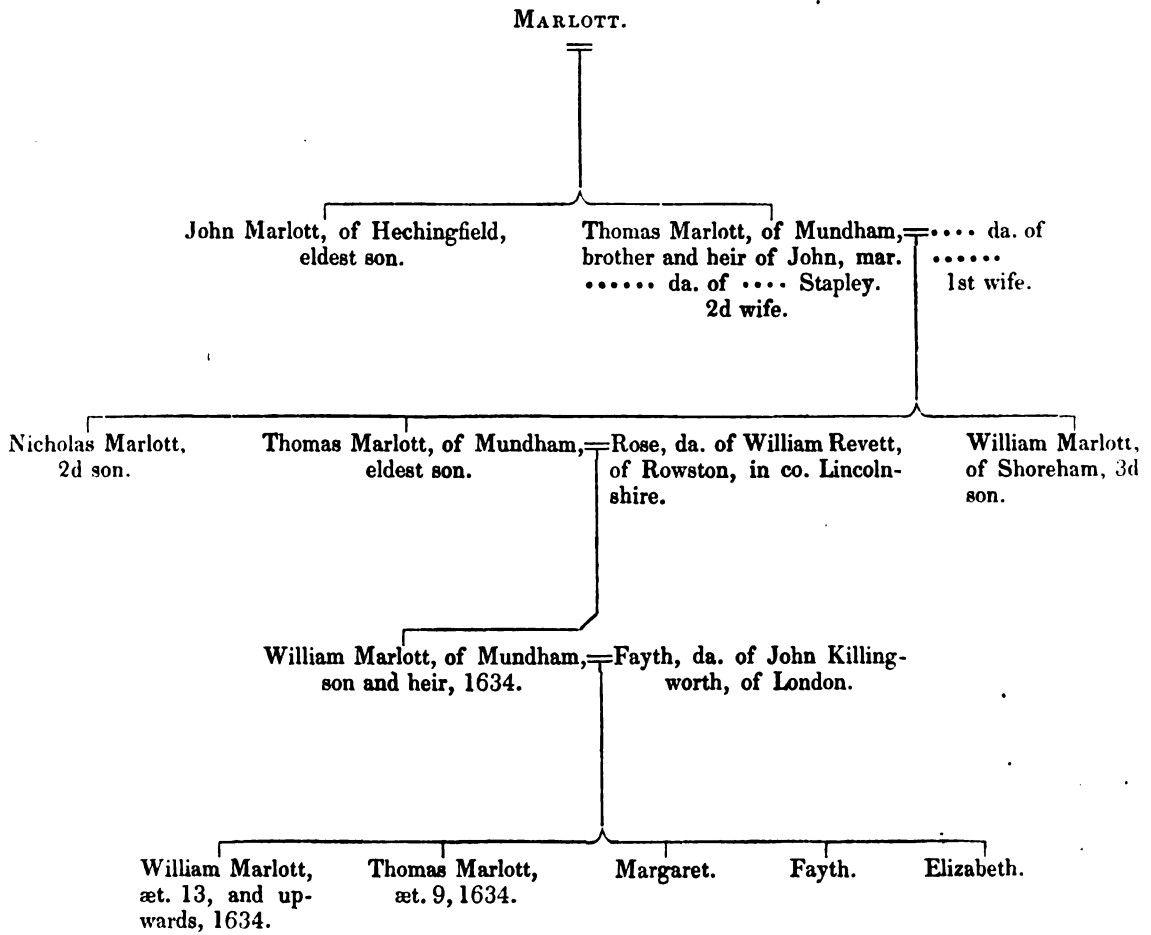 MARLOTT.
John Marlott, of Hechingfield,
eldest son.
Thomas Marlott, of Mundham,
brother and heir of John, mar.
...... da. of .... Stapley.
2d wife.
.... da. of
......
1st wife.
Nicholas Marlott,
2d son.
Thomas Marlott, of Mundham,
eldest son.
Rose, da. of William Revett,
of Rowston, in co. Lincoln-
shire.
William Marlott,
of Shoreham, 3d
son.
William Marlott, of Mundham,
son and heir, 1634.
Fayth, da. of John Killing-
worth, of London.
William Marlott,
æt. 13, and up-
wards, 1634.
Thomas Marlott,
æt. 9, 1634.
Margaret.
Fayth.
Elizabeth.